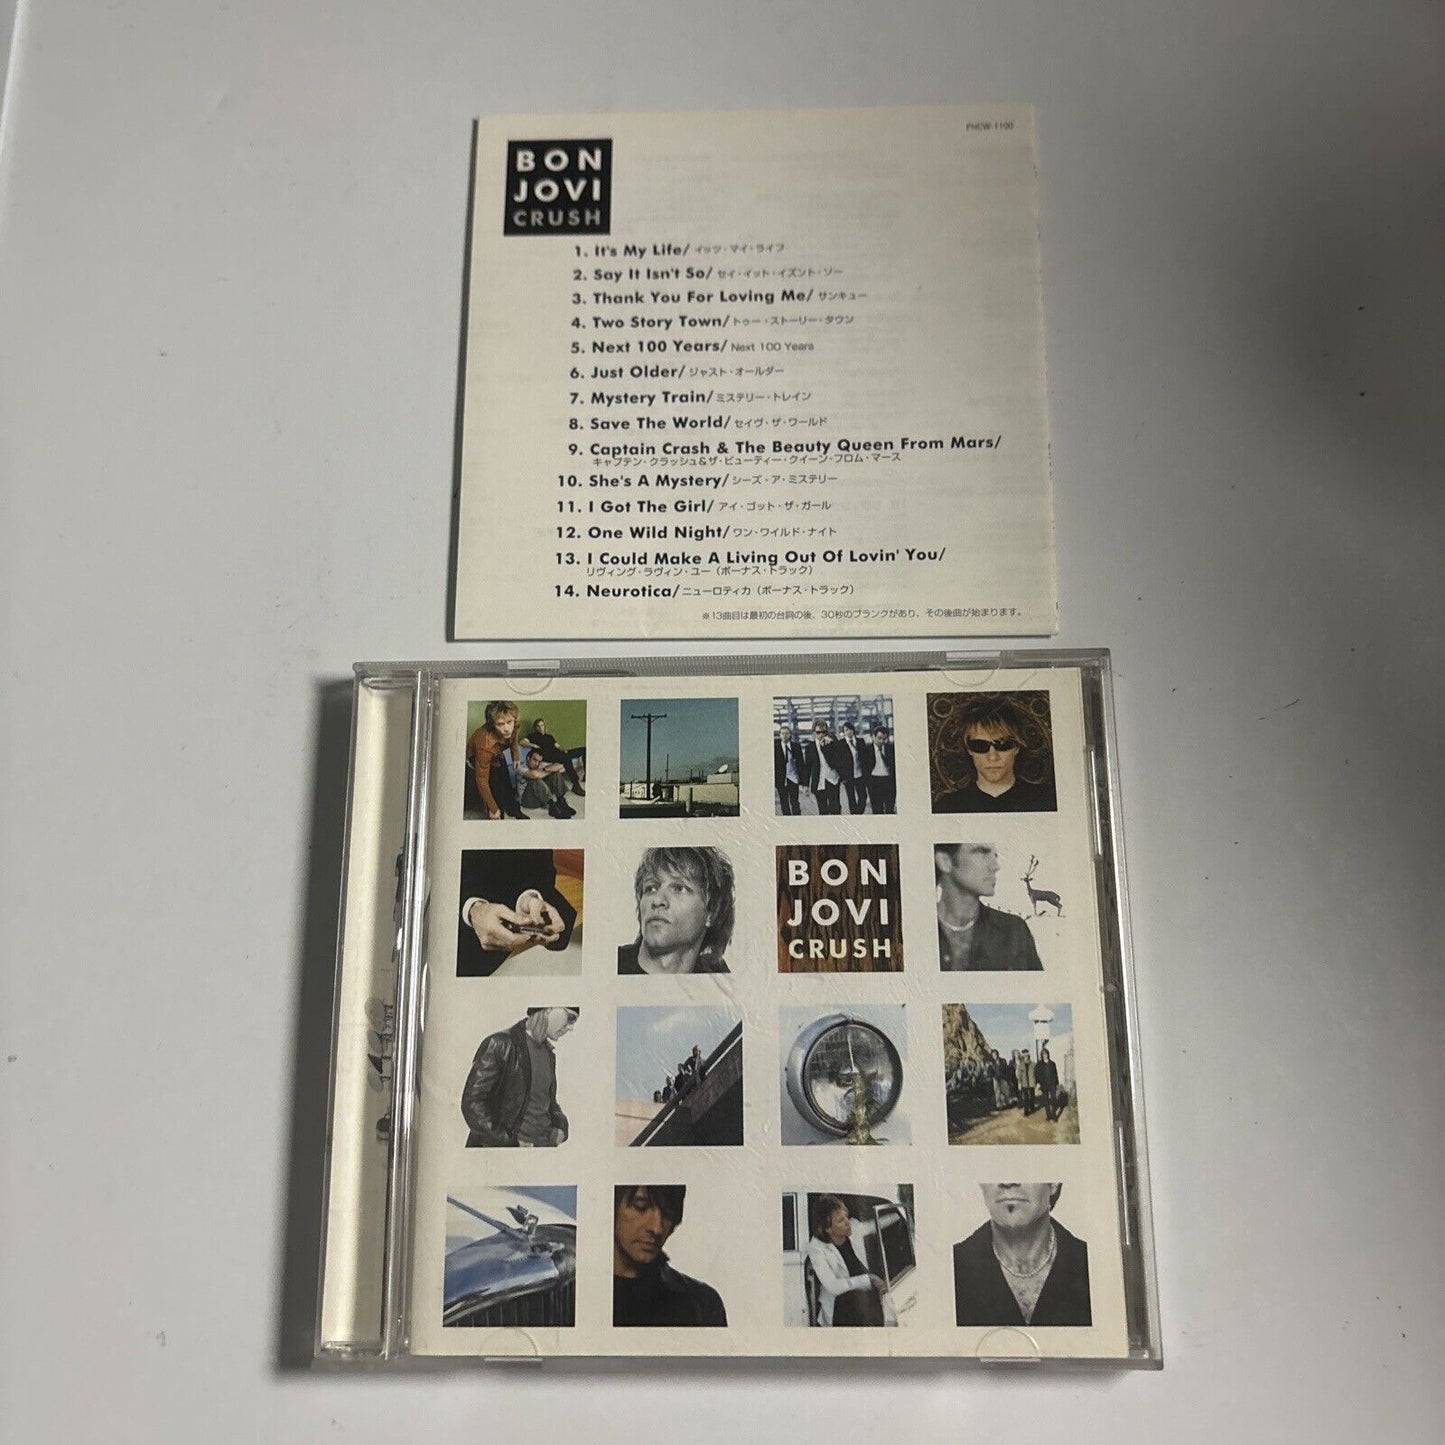 PHCW-1100
BON
JOVI
CRUSH
1. It's My Life/イッツ・マイ・ライフ
2. Say It Isn't So/セイ・イット・イズント・ソー
3. Thank You For Loving Me/サンキュー
4. Two Story Town/トゥー・ストーリー・タウン
5. Next 100 Years/Next 100 Years
6. Just Older/ジャスト・オールダー
7. Mystery Train/ミステリー・トレイン
8. Save The World/セイヴ・ザ・ワールド
9. Captain Crash & The Beauty Queen From Mars/
キャプテン・クラッシュ&ザ・ビューティー・クイーン・フロム・マース
10. She's A Mystery/シーズ・ア・ミステリー
11. I Got The Girl/アイ・ゴット・ザ・ガール
12. One Wild Night/ワン・ワイルド・ナイト
13. I Could Make A Living Out Of Lovin' You/
リヴィング・ラヴィン・ユー（ボーナス・トラック）
14. Neurotica/ニューロティカ（ボーナス・トラック）
※13曲目は最初の台詞の後、30秒のブランクがあり、その後曲が始まります。
BON
JOVI
CRUSH